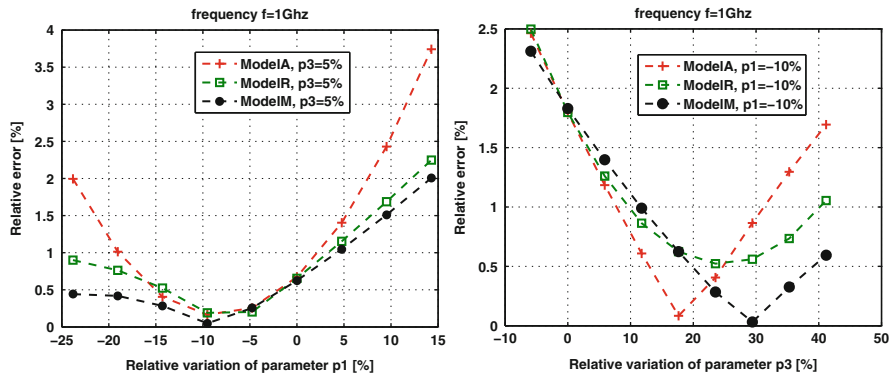 frequency f=1Ghz
4
3.5
3
2.5
2
1.5
1
0.5
0
Relative error [%]
ModelA, p3=5%
ModelR, p3=5%
ModelM, p3=5%
−25 −20 −15 −10 −5 0 5 10 15
Relative variation of parameter p1 [%]
frequency f=1Ghz
2.5
2
1.5
1
0.5
0
Relative error [%]
ModelA, p1=−10%
ModelR, p1=−10%
ModelM, p1=−10%
−10 0 10 20 30 40 50
Relative variation of parameter p3 [%]